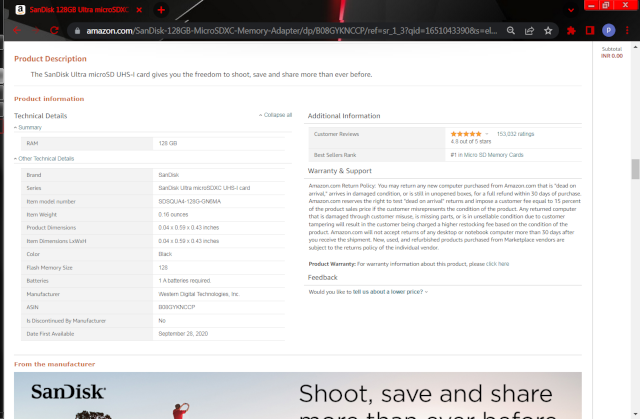 SanDisk 128GB Ultra microSDXC
amazon.com/SanDisk-128GB-MicroSDXC-Memory-Adapter/dp/B08GYKNCCP/ref=sr_1_3?qid=1651043390&s=el...
Subtotal
INR 0.00
Product Description
The SanDisk Ultra microSD UHS-I card gives you the freedom to shoot, save and share more than ever before.
Product information
Technical Details
Collapse all
Summary
RAM 128 GB
Other Technical Details
Brand SanDisk
Series SanDisk Ultra microSDXC UHS-I card
Item model number SDSQUA4-128G-GN6MA
Item Weight 0.16 ounces
Product Dimensions 0.04 x 0.59 x 0.43 inches
Item Dimensions LxWxH 0.04 x 0.59 x 0.43 inches
Color Black
Flash Memory Size 128
Batteries 1 A batteries required.
Manufacturer Western Digital Technologies, Inc.
ASIN B08GYKNCCP
Is Discontinued By Manufacturer No
Date First Available September 28, 2020
Additional Information
Customer Reviews 153,032 ratings
4.8 out of 5 stars
Best Sellers Rank #1 in Micro SD Memory Cards
Warranty & Support
Amazon.com Return Policy: You may return any new computer purchased from Amazon.com that is "dead on
arrival," arrives in damaged condition, or is still in unopened boxes, for a full refund within 30 days of purchase.
Amazon.com reserves the right to test "dead on arrival" returns and impose a customer fee equal to 15 percent
of the product sales price if the customer misrepresents the condition of the product. Any returned computer
that is damaged through customer misuse, is missing parts, or is in unsellable condition due to customer
tampering will result in the customer being charged a higher restocking fee based on the condition of the
product. Amazon.com will not accept returns of any desktop or notebook computer more than 30 days after
you receive the shipment. New, used, and refurbished products purchased from Marketplace vendors are
subject to the returns policy of the individual vendor.
Product Warranty: For warranty information about this product, please click here
Feedback
Would you like to tell us about a lower price?
From the manufacturer
SanDisk
Shoot, save and share
more than ever before